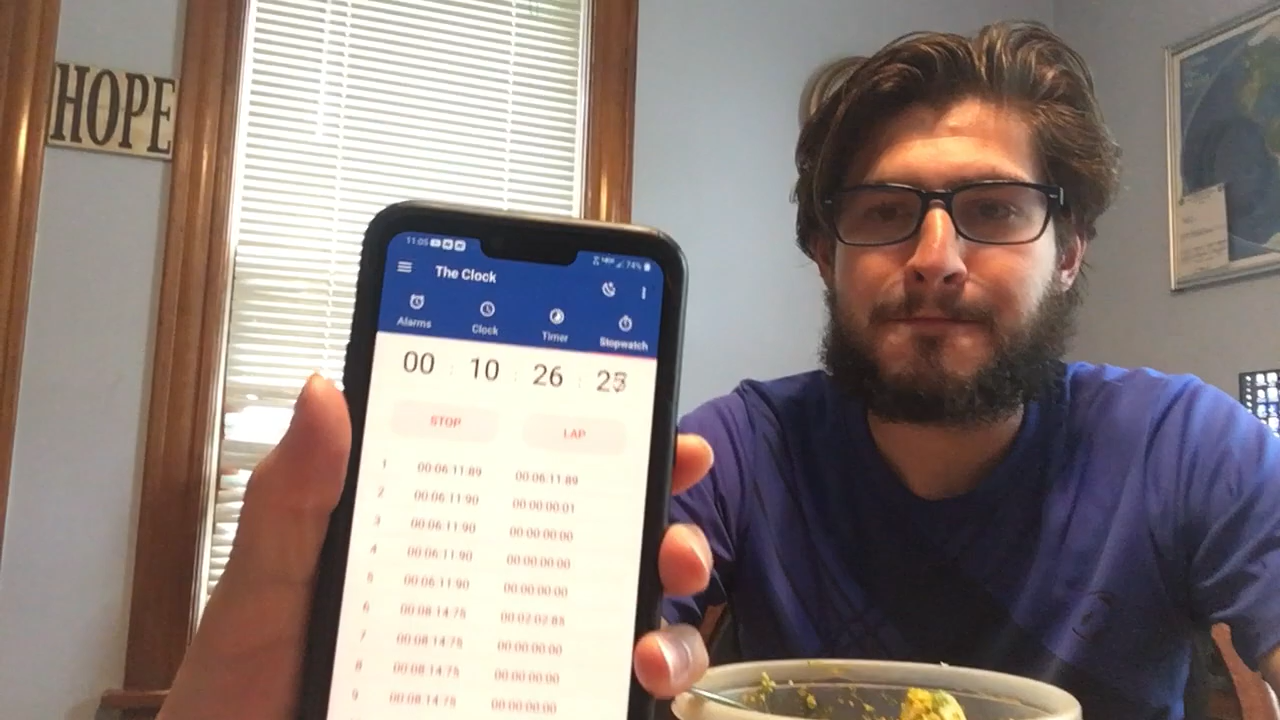 HOPE
11:05
74%
The Clock
Alarms Clock Timer Stopwatch
00 : 10 : 26 :
STOP LAP
1 00:06:11:89 00:06:11:89
2 00:06:11:90 00:00:00:01
3 00:06:11:90 00:00:00:00
4 00:06:11:90 00:00:00:00
5 00:06:11:90 00:00:00:00
6 00:08:14:75 00:02:02:85
7 00:08:14:75 00:00:00:00
8 00:08:14:75 00:00:00:00
9 00:08:14:75 00:00:00:00